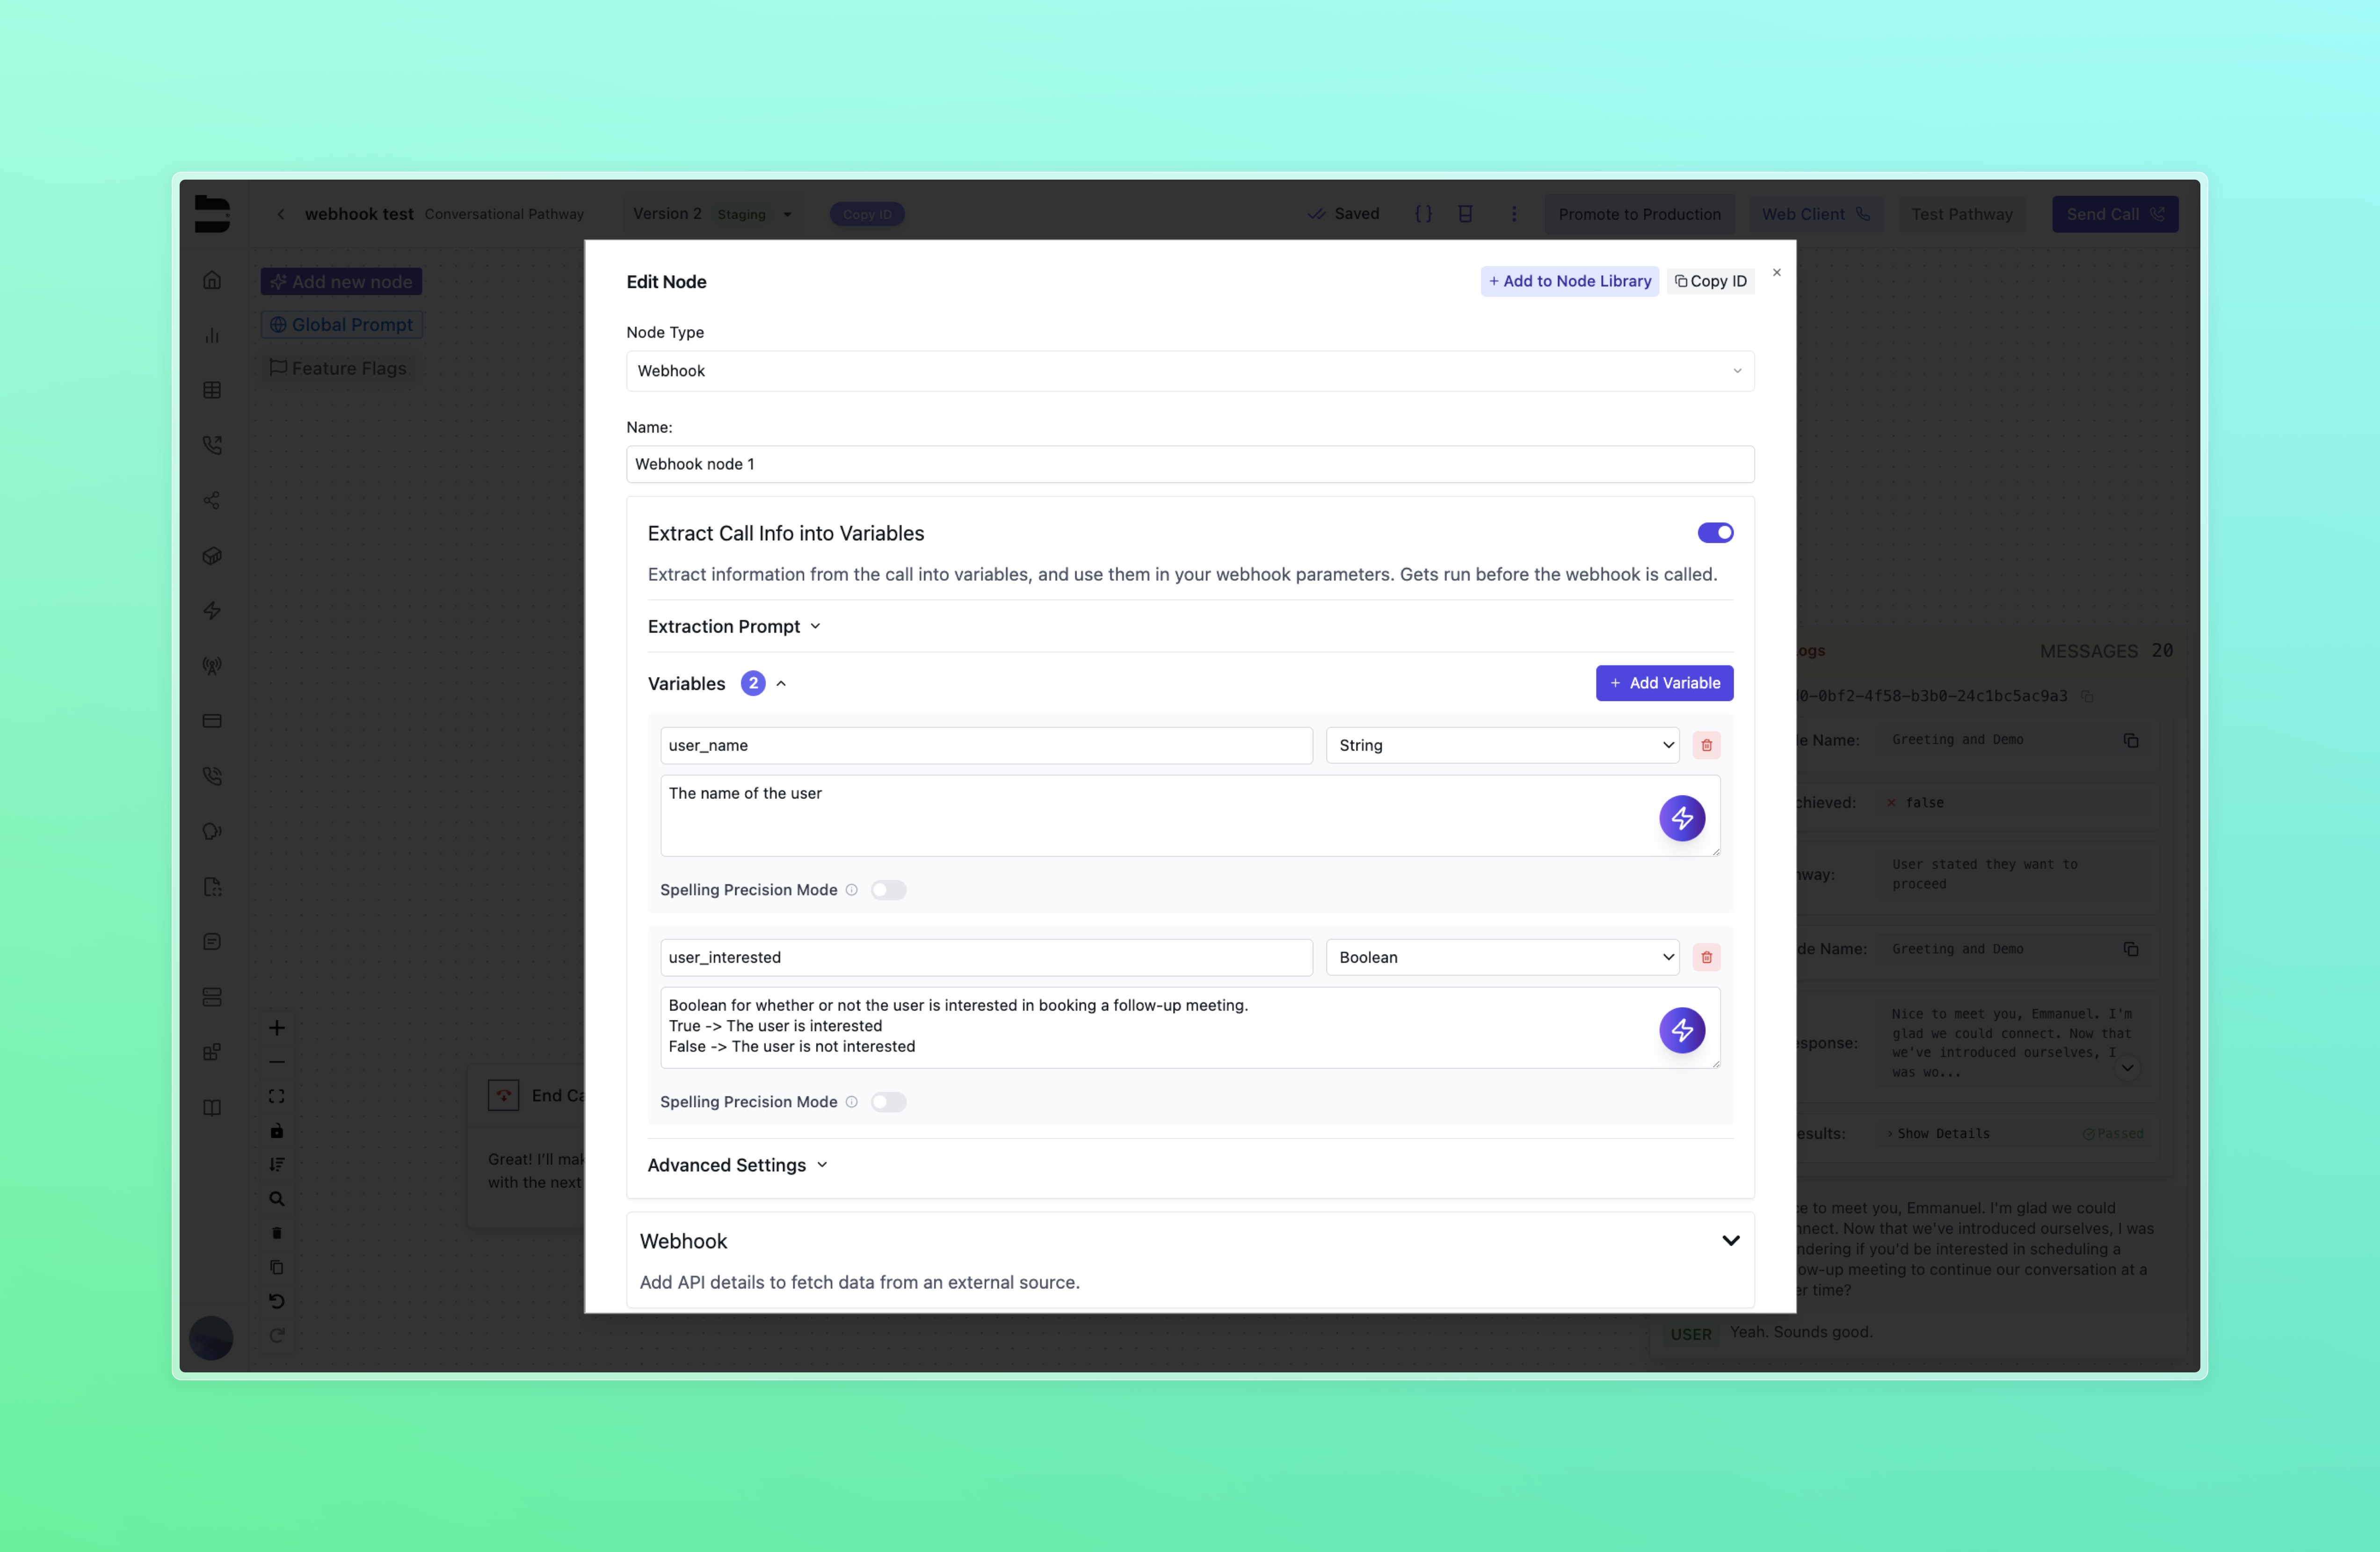 webhook test Conversational Pathway Version 2 Staging Copy ID Saved Promote to Production Web Client Test Pathway Send Call
Add new node
Global Prompt
Feature Flags
Edit Node + Add to Node Library Copy ID
Node Type
Webhook
Name:
Webhook node 1
Extract Call Info into Variables
Extract information from the call into variables, and use them in your webhook parameters. Gets run before the webhook is called.
Extraction Prompt
Variables 2 + Add Variable
user_name String
The name of the user
Spelling Precision Mode
user_interested Boolean
Boolean for whether or not the user is interested in booking a follow-up meeting.
True -> The user is interested
False -> The user is not interested
Spelling Precision Mode
Advanced Settings
Webhook
Add API details to fetch data from an external source.
End Ca
Great! I'll mak
with the next
ogs MESSAGES 20
0-0bf2-4f58-b3b0-24c1bc5ac9a3
e Name: Greeting and Demo
chieved: × false
way: User stated they want to
proceed
de Name: Greeting and Demo
sponse: Nice to meet you, Emmanuel. I'm
glad we could connect. Now that
we've introduced ourselves, I
was wo...
esults: › Show Details Passed
e to meet you, Emmanuel. I'm glad we could
nnect. Now that we've introduced ourselves, I was
ndering if you'd be interested in scheduling a
ow-up meeting to continue our conversation at a
er time?
USER Yeah. Sounds good.